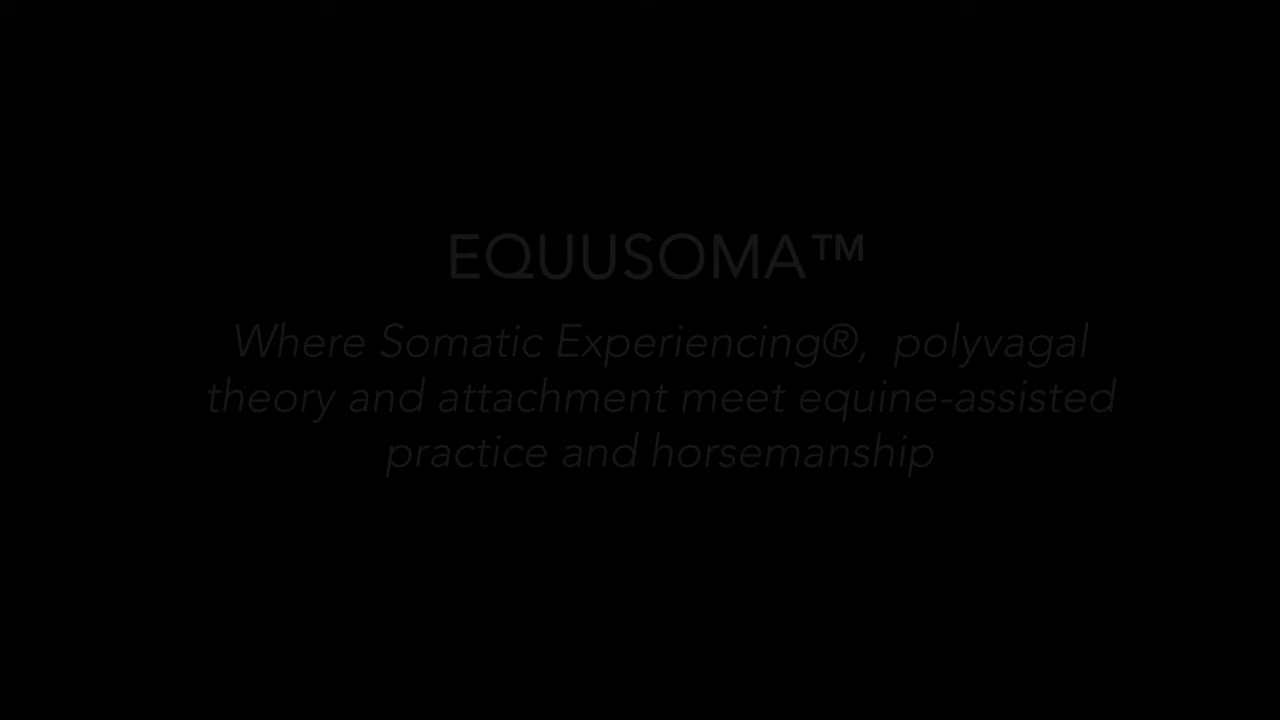 EQUUSOMA™
Where Somatic Experiencing®, polyvagal
theory and attachment meet equine-assisted
practice and horsemanship